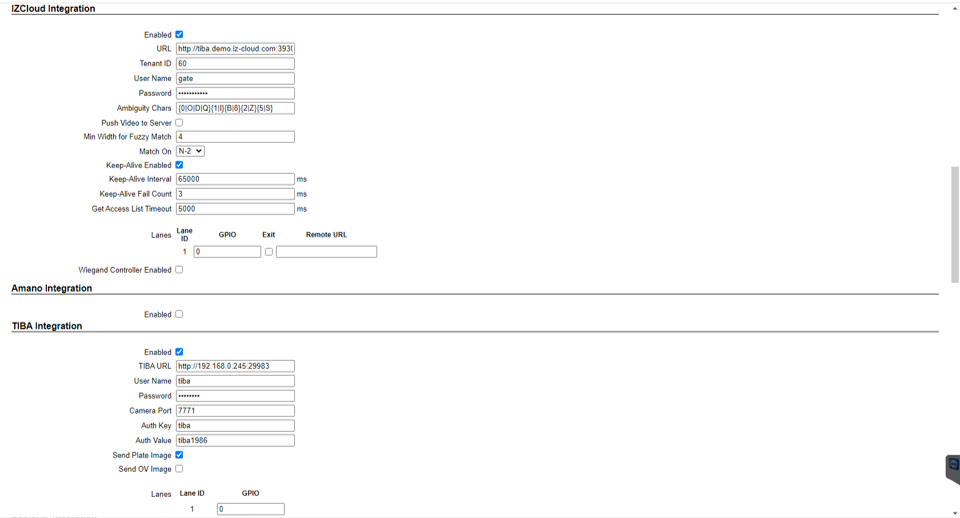 IZCloud Integration
Enabled
URL http://tiba.demo.iz-cloud.com:393(
Tenant ID 60
User Name gate
Password •••••••••••
Ambiguity Chars {0|O|D|Q}{1|I}{B|8}{2|Z}{5|S}
Push Video to Server
Min Width for Fuzzy Match 4
Match On N-2
Keep-Alive Enabled
Keep-Alive Interval 65000 ms
Keep-Alive Fail Count 3 ms
Get Access List Timeout 5000 ms
Lanes Lane ID GPIO Exit Remote URL
1 0
Wiegand Controller Enabled
Amano Integration
Enabled
TIBA Integration
Enabled
TIBA URL http://192.168.0.245:29983
User Name tiba
Password ••••••••
Camera Port 7771
Auth Key tiba
Auth Value tiba1986
Send Plate Image
Send OV Image
Lanes Lane ID GPIO
1 0